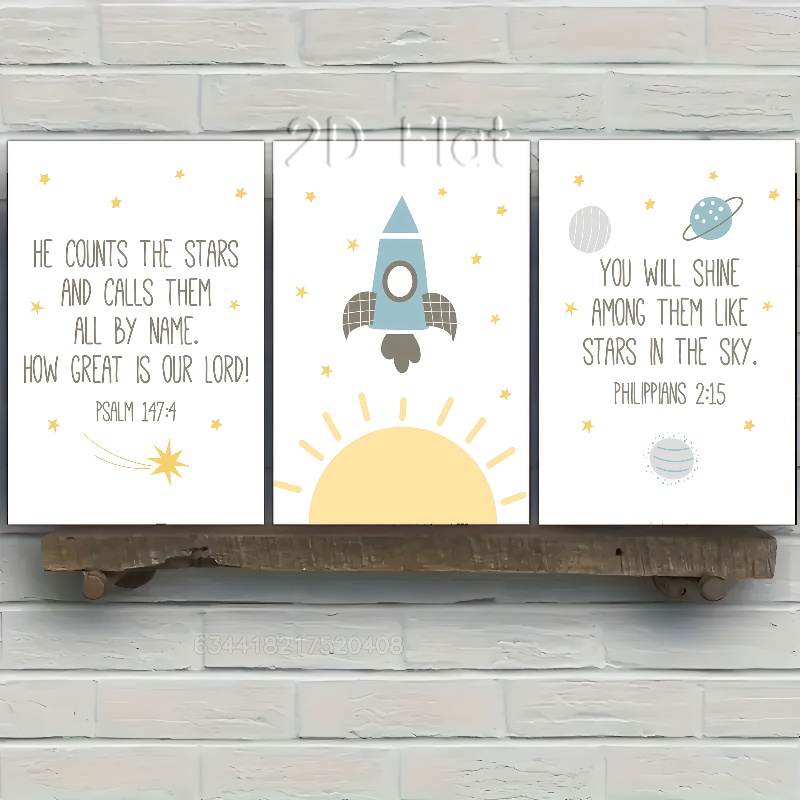 2D Flat
HE COUNTS THE STARS
AND CALLS THEM
ALL BY NAME.
HOW GREAT IS OUR LORD!
PSALM 147:4
YOU WILL SHINE
AMONG THEM LIKE
STARS IN THE SKY.
PHILIPPIANS 2:15
634418217520408